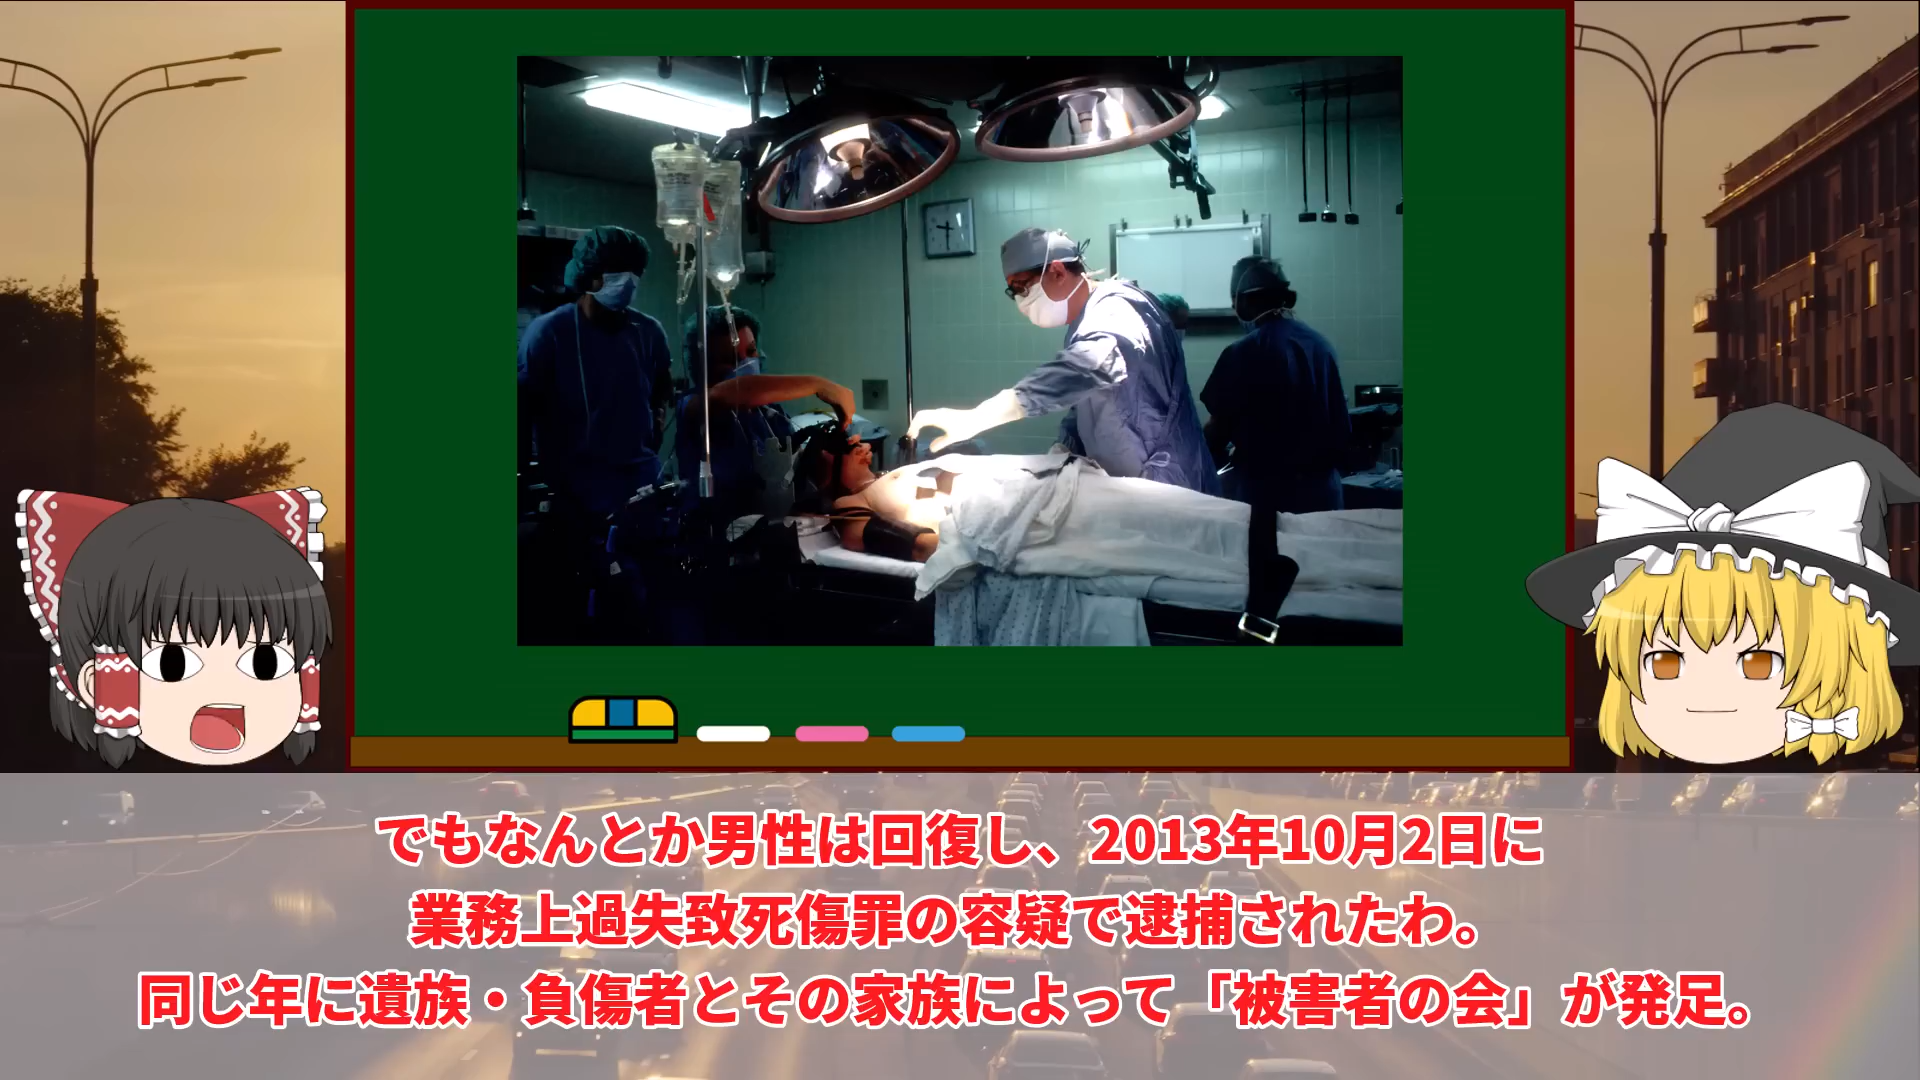 でもなんとか男性は回復し、2013年10月2日に
業務上過失致死傷罪の容疑で逮捕されたわ。
同じ年に遺族・負傷者とその家族によって「被害者の会」が発足。